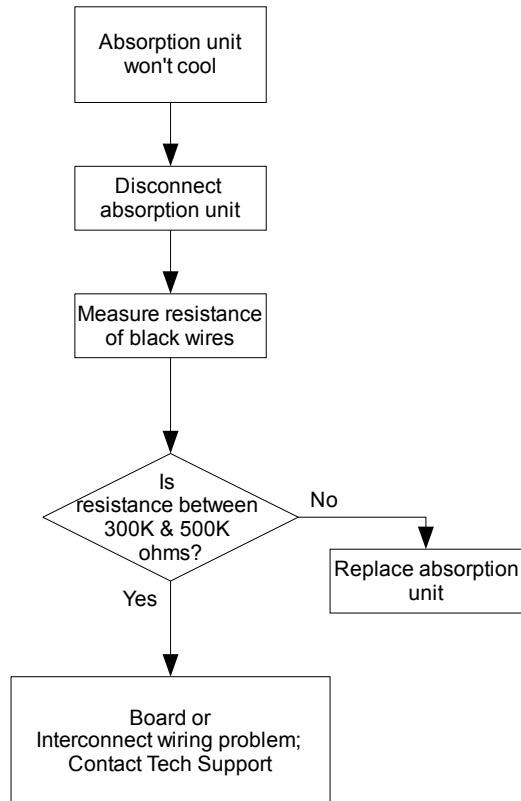 Absorption unit
won't cool
Disconnect
absorption unit
Measure resistance
of black wires
Is
resistance between
300K & 500K
ohms?
No
Replace absorption
unit
Yes
Board or
Interconnect wiring problem;
Contact Tech Support